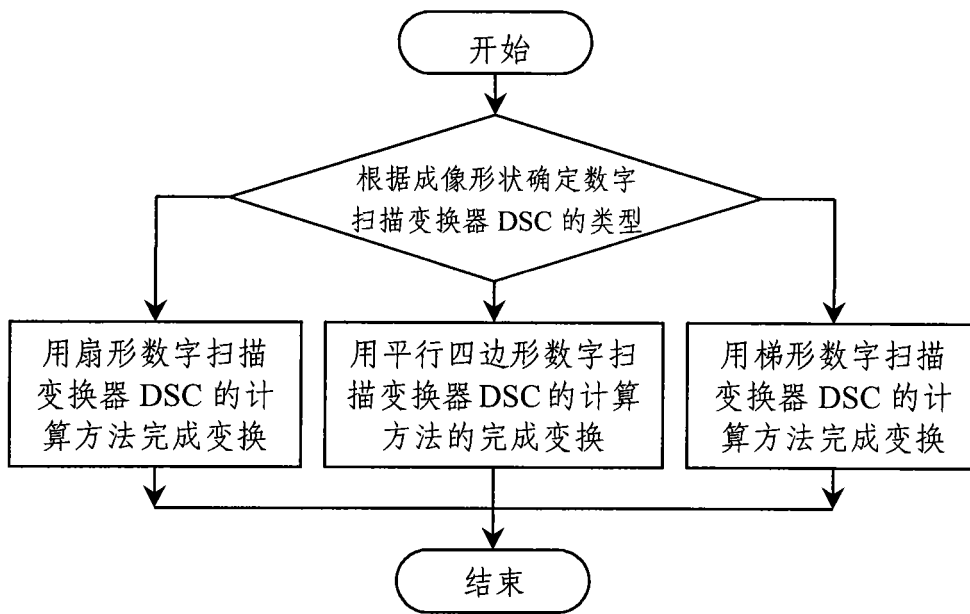 开始
根据成像形状确定数字
扫描变换器 DSC 的类型
用扇形数字扫描
变换器 DSC 的计
算方法完成变换
用平行四边形数字扫
描变换器 DSC 的计算
方法的完成变换
用梯形数字扫描
变换器 DSC 的计
算方法完成变换
结束